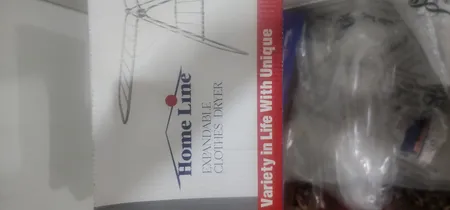 Home Line
EXPANDABLE
CLOTHES DRYER
Variety in Life With Unique